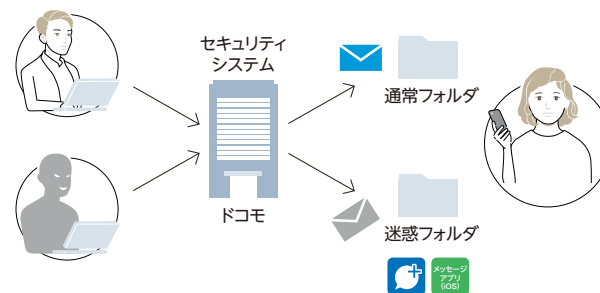 セキュリティ
システム
ドコモ
通常フォルダ
迷惑フォルダ
メッセージ
アプリ
(iOS)